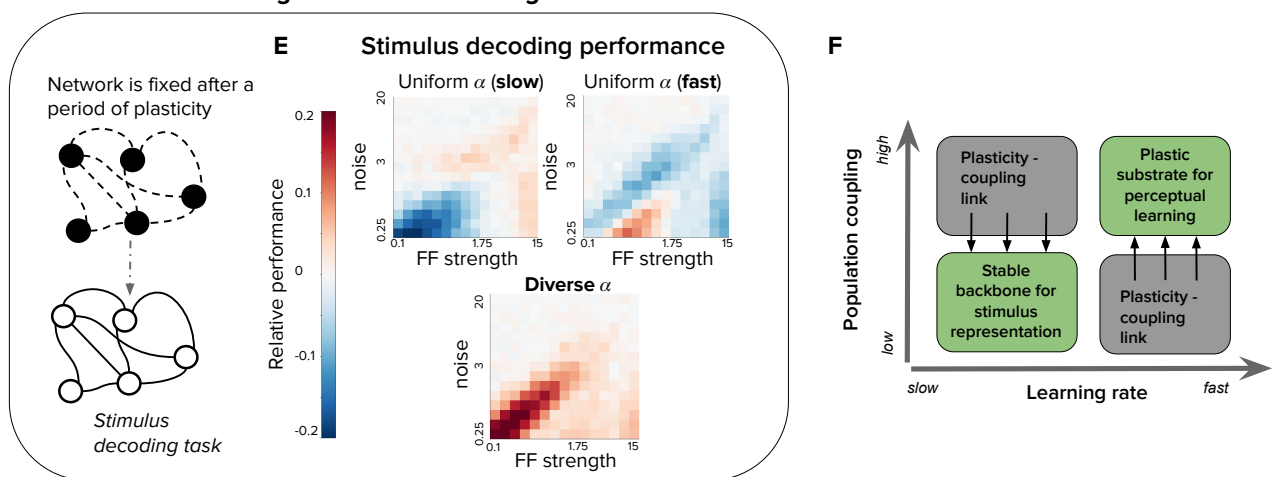 E
Stimulus decoding performance
F
Network is fixed after a
period of plasticity
Stimulus
decoding task
Relative performance
0.2
0.1
0
-0.1
-0.2
Uniform α (slow)
noise
20
3
0.25
0.1
1.75
15
FF strength
Uniform α (fast)
noise
20
3
0.25
0.1
1.75
15
FF strength
Diverse α
noise
20
3
0.25
0.1
1.75
15
FF strength
Population coupling
high
low
Plasticity -
coupling
link
Stable
backbone for
stimulus
representation
Plastic
substrate for
perceptual
learning
Plasticity -
coupling
link
slow
Learning rate
fast